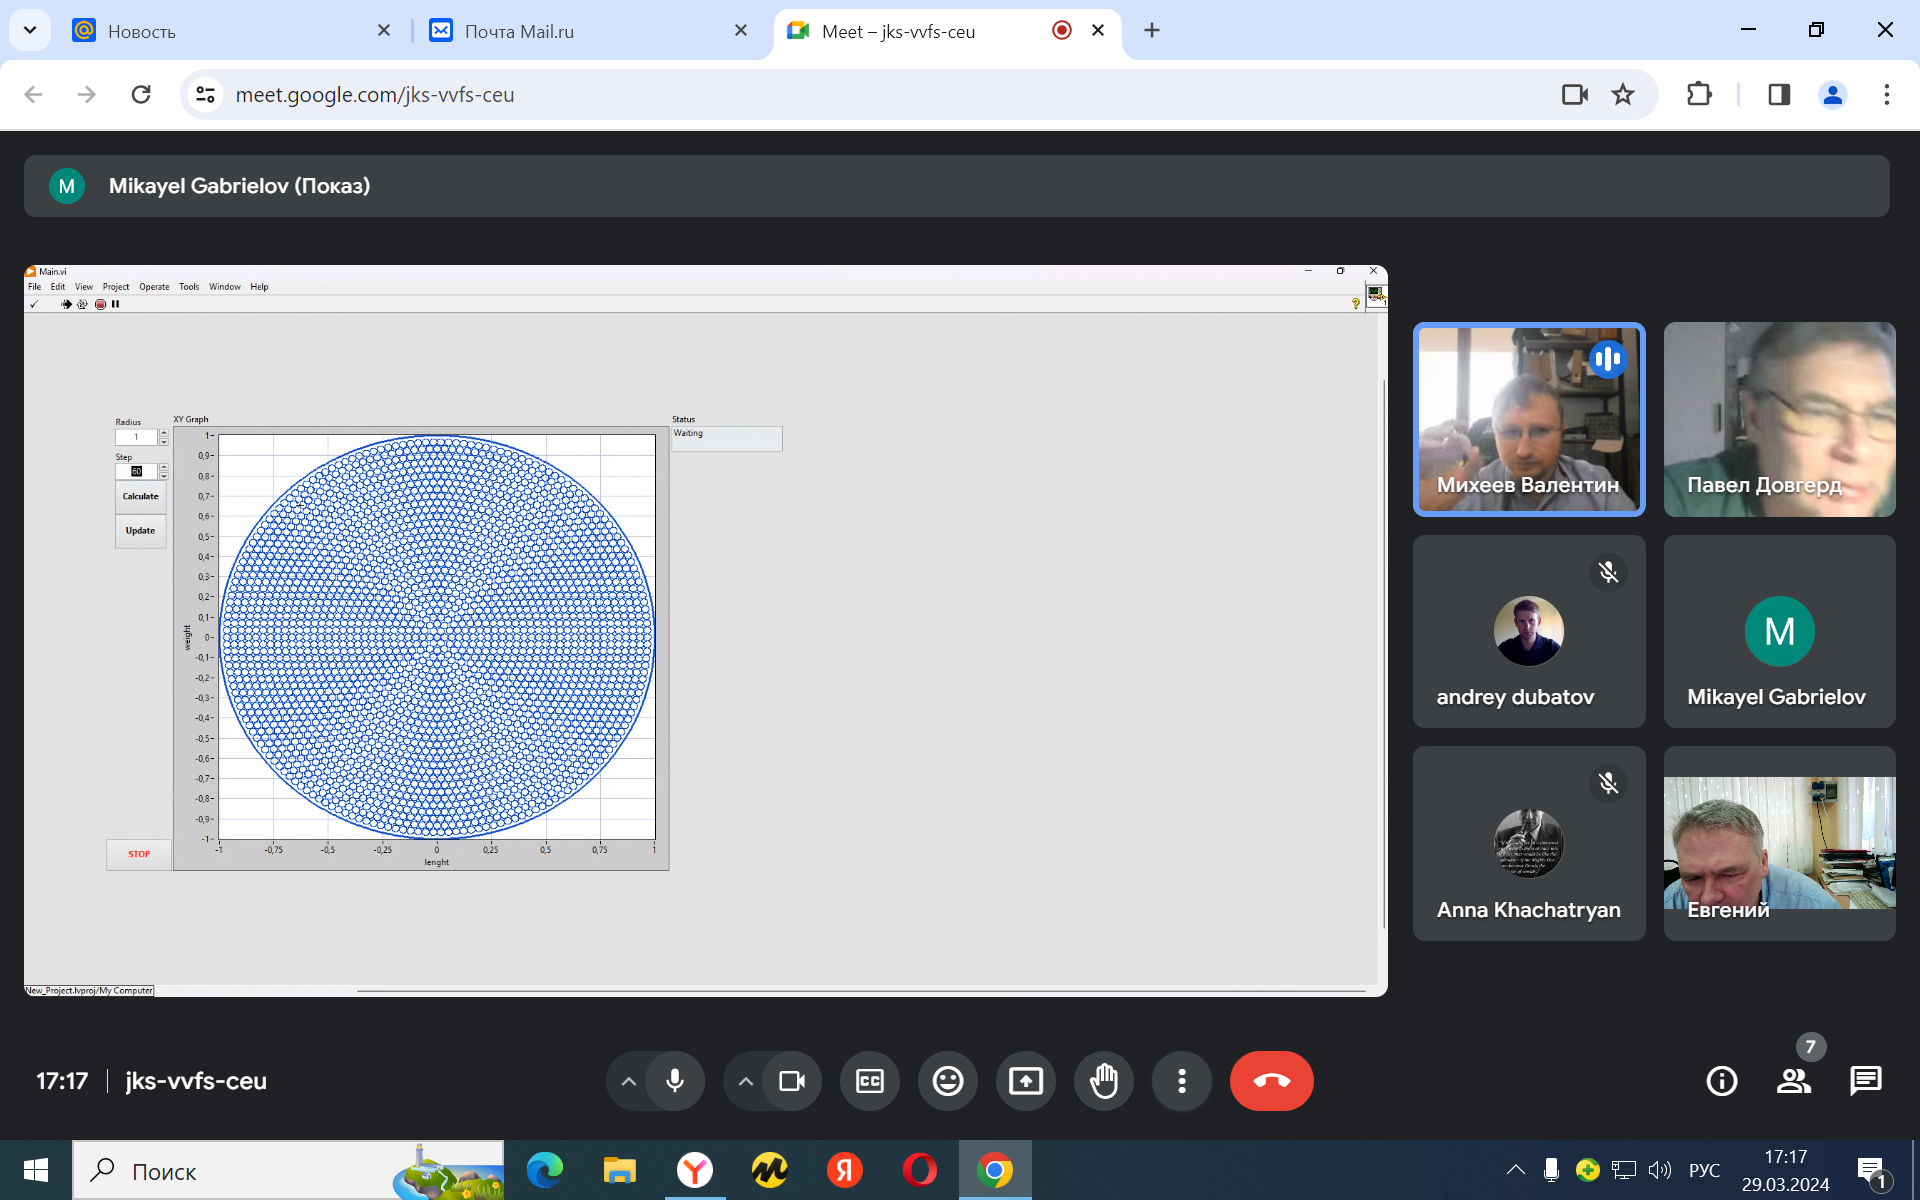 Новость
Почта Mail.ru
Meet – jks-vvfs-ceu
meet.google.com/jks-vvfs-ceu
M
Mikayel Gabrielov (Показ)
Main.vi
File Edit View Project Operate Tools Window Help
Radius
1
Step
60
Calculate
Update
STOP
XY Graph
1
0,9
0,8
0,7
0,6
0,5
0,4
0,3
0,2
0,1
0
-0,1
-0,2
-0,3
-0,4
-0,5
-0,6
-0,7
-0,8
-0,9
-1
weight
-1 -0,75 -0,5 -0,25 0 0,25 0,5 0,75 1
lenght
Status
Waiting
New_Project.lvproj/My Computer
Михеев Валентин
Павел Довгерд
andrey dubatov
M
Mikayel Gabrielov
Anna Khachatryan
Евгений
17:17 jks-vvfs-ceu
CC
7
Поиск
РУС
17:17
29.03.2024
1